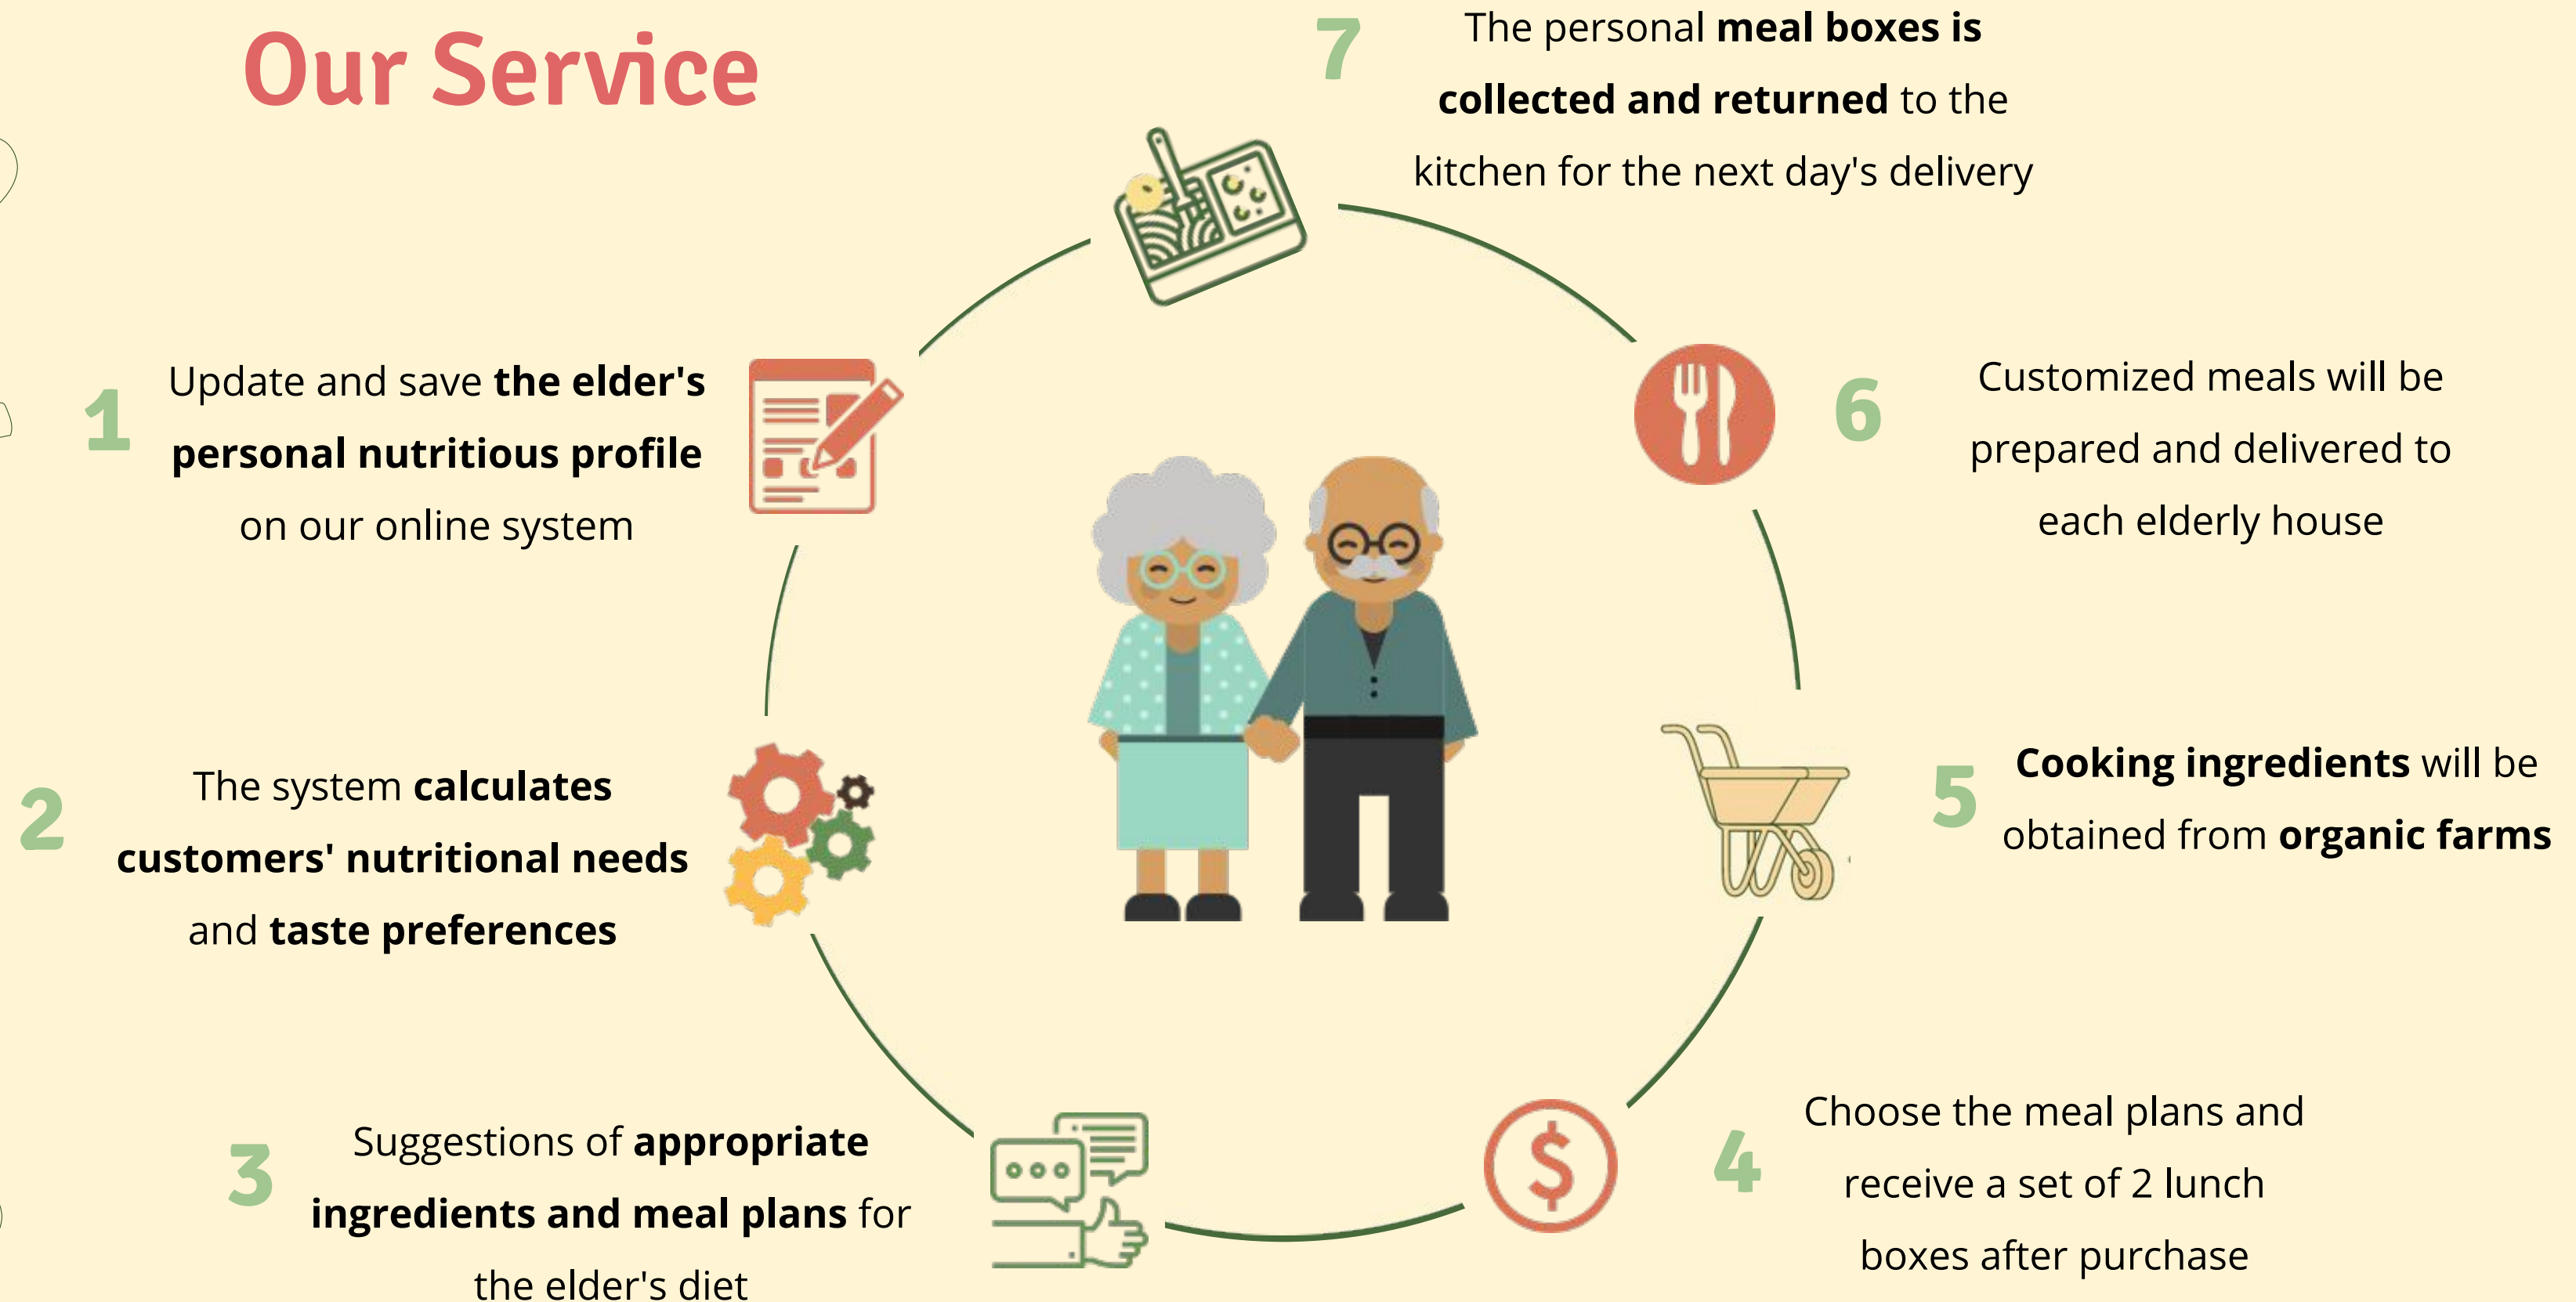 Our Service
1
Update and save the elder's
personal nutritious profile
on our online system
2
The system calculates
customers' nutritional needs
and taste preferences
3
Suggestions of appropriate
ingredients and meal plans for
the elder's diet
4
Choose the meal plans and
receive a set of 2 lunch
boxes after purchase
$
5
Cooking ingredients will be
obtained from organic farms
6
Customized meals will be
prepared and delivered to
each elderly house
7
The personal meal boxes is
collected and returned to the
kitchen for the next day's delivery